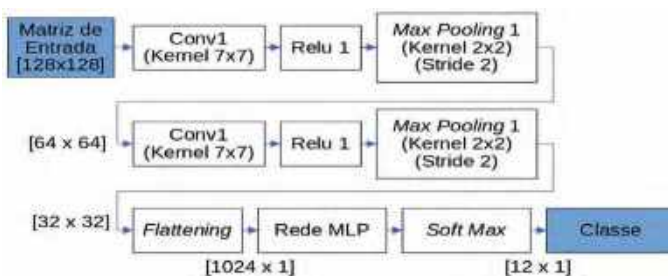 Matriz de
Entrada
[128x128]
Conv1
(Kernel 7x7)
Relu 1
Max Pooling 1
(Kernel 2x2)
(Stride 2)
[64 x 64]
Conv1
(Kernel 7x7)
Relu 1
Max Pooling 1
(Kernel 2x2)
(Stride 2)
[32 x 32]
Flattening
Rede MLP
Soft Max
Classe
[1024 x 1]
[12 x 1]